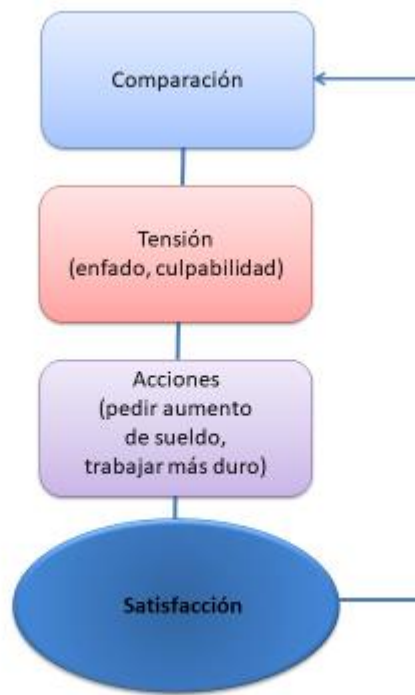 Comparación
Tensión
(enfado, culpabilidad)
Acciones
(pedir aumento
de sueldo,
trabajar más duro)
Satisfacción